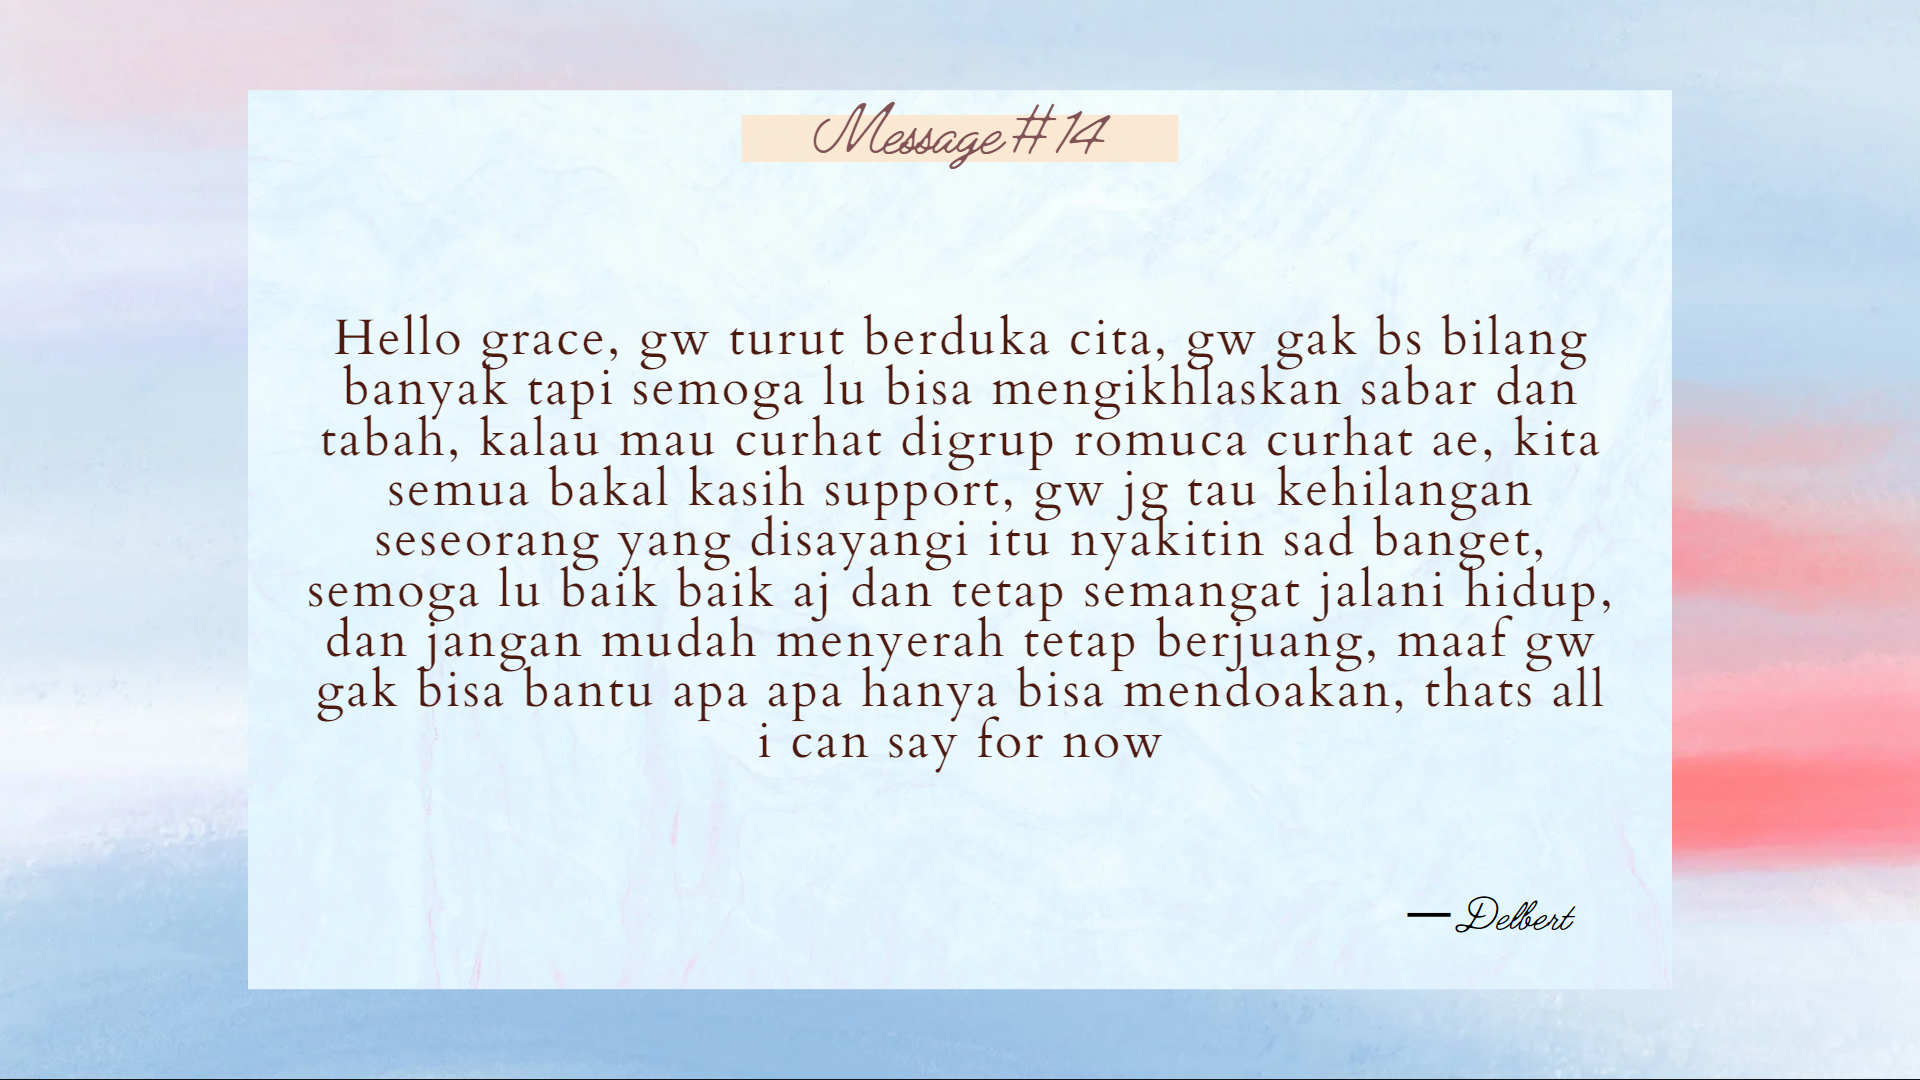 Message #14
Hello grace, gw turut berduka cita, gw gak bs bilang
banyak tapi semoga lu bisa mengikhlaskan sabar dan
tabah, kalau mau curhat digrup romuca curhat ae, kita
semua bakal kasih support, gw jg tau kehilangan
seseorang yang disayangi itu nyakitin sad banget,
semoga lu baik baik aj dan tetap semangat jalani hidup,
dan jangan mudah menyerah tetap berjuang, maaf gw
gak bisa bantu apa apa hanya bisa mendoakan, thats all
i can say for now
— Delbert